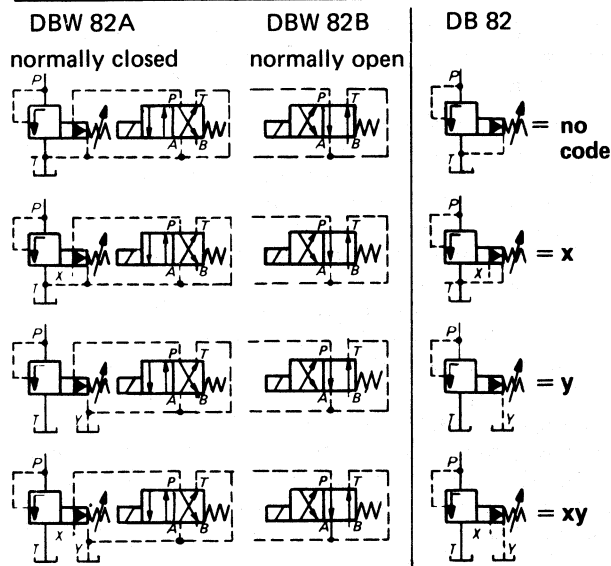 DBW 82A DBW 82B DB 82
normally closed normally open
P P T P T P
T A B A B T
= no code
P P T P T P
X X
T A B A B T
= x
P P T P T P
A B A B
T Y T Y
= y
P P T P T P
A B A B
T X Y T X Y
= xy